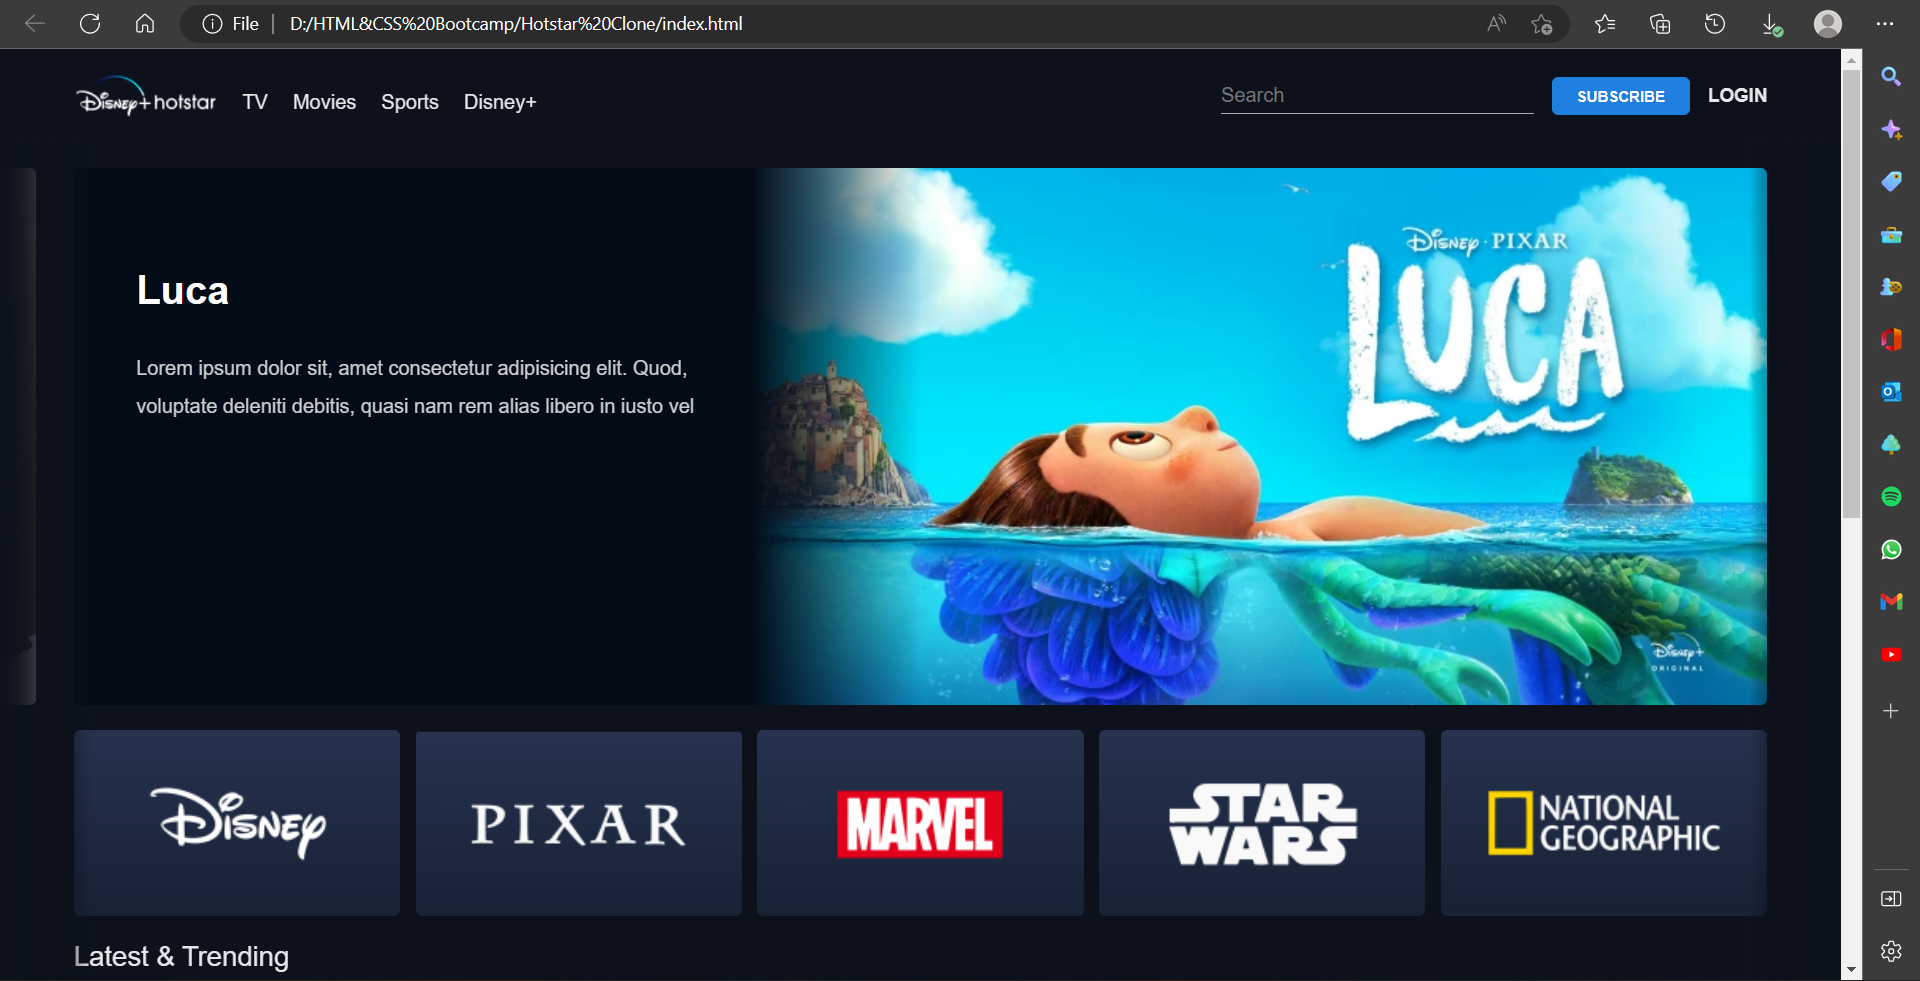 File
D:/HTML&CSS%20Bootcamp/Hotstar%20Clone/index.html
Disney+ hotstar
TV
Movies
Sports
Disney+
Search
SUBSCRIBE
LOGIN
Luca
Lorem ipsum dolor sit, amet consectetur adipisicing elit. Quod,
voluptate deleniti debitis, quasi nam rem alias libero in iusto vel
Disney · PIXAR
LUCA
Disney+
ORIGINAL
Disney
PIXAR
MARVEL
STAR
WARS
NATIONAL
GEOGRAPHIC
Latest & Trending